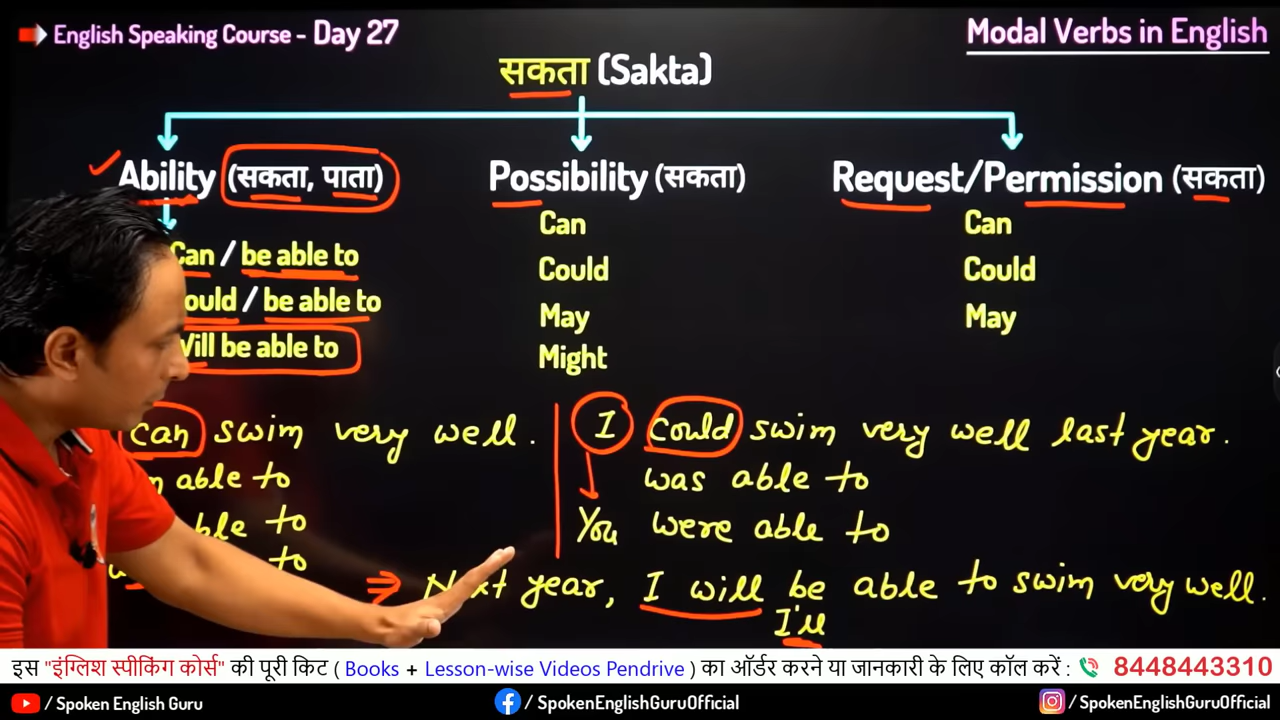 English Speaking Course - Day 27
Modal Verbs in English
सकता (Sakta)
Ability (सकता, पाता)
Can / be able to
ould / be able to
Will be able to
Possibility (सकता)
Can
Could
May
Might
Request/Permission (सकता)
Can
Could
May
can swim very well.
able to
to
to
I could swim very well last year.
was able to
You were able to
⇒ Next year, I will be able to swim very well.
I'll
इस "इंग्लिश स्पीकिंग कोर्स" की पूरी किट ( Books + Lesson-wise Videos Pendrive ) का ऑर्डर करने या जानकारी के लिए कॉल करें : 8448443310
/ Spoken English Guru
/SpokenEnglishGuruOfficial
/SpokenEnglishGuruOfficial